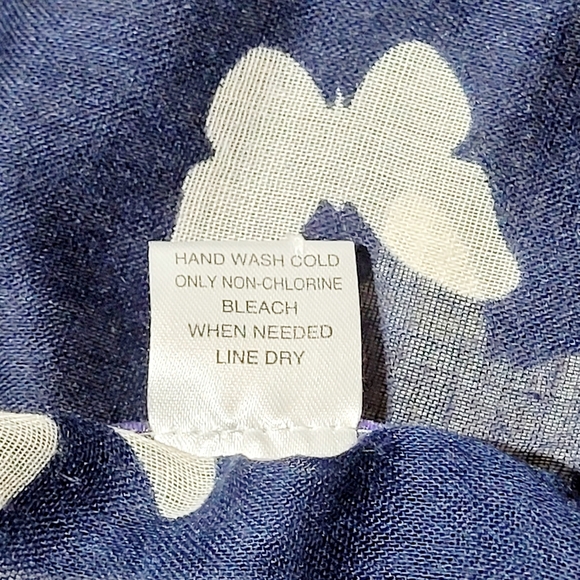 HAND WASH COLD
ONLY NON-CHLORINE
BLEACH
WHEN NEEDED
LINE DRY